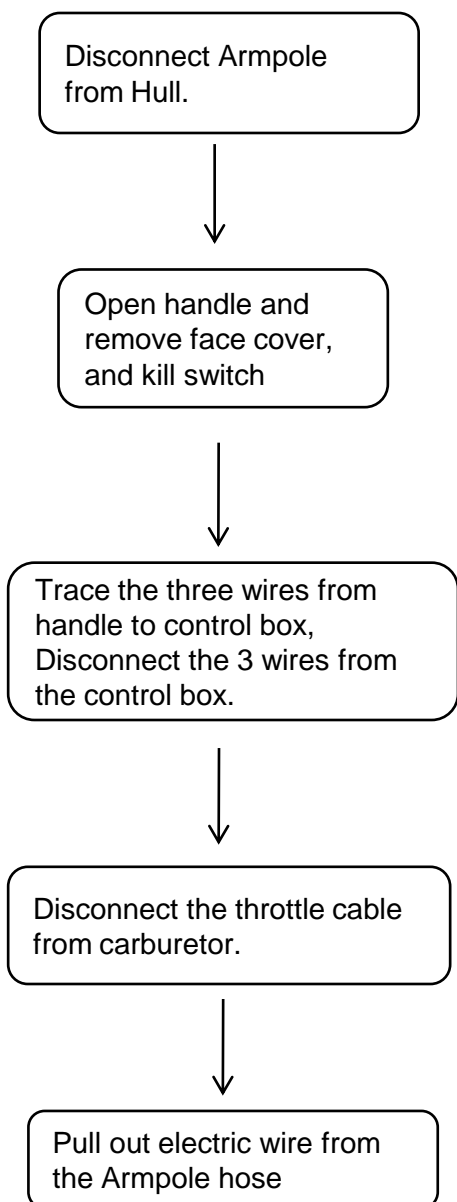 Disconnect Armpole
from Hull.
Open handle and
remove face cover,
and kill switch
Trace the three wires from
handle to control box,
Disconnect the 3 wires from
the control box.
Disconnect the throttle cable
from carburetor.
Pull out electric wire from
the Armpole hose